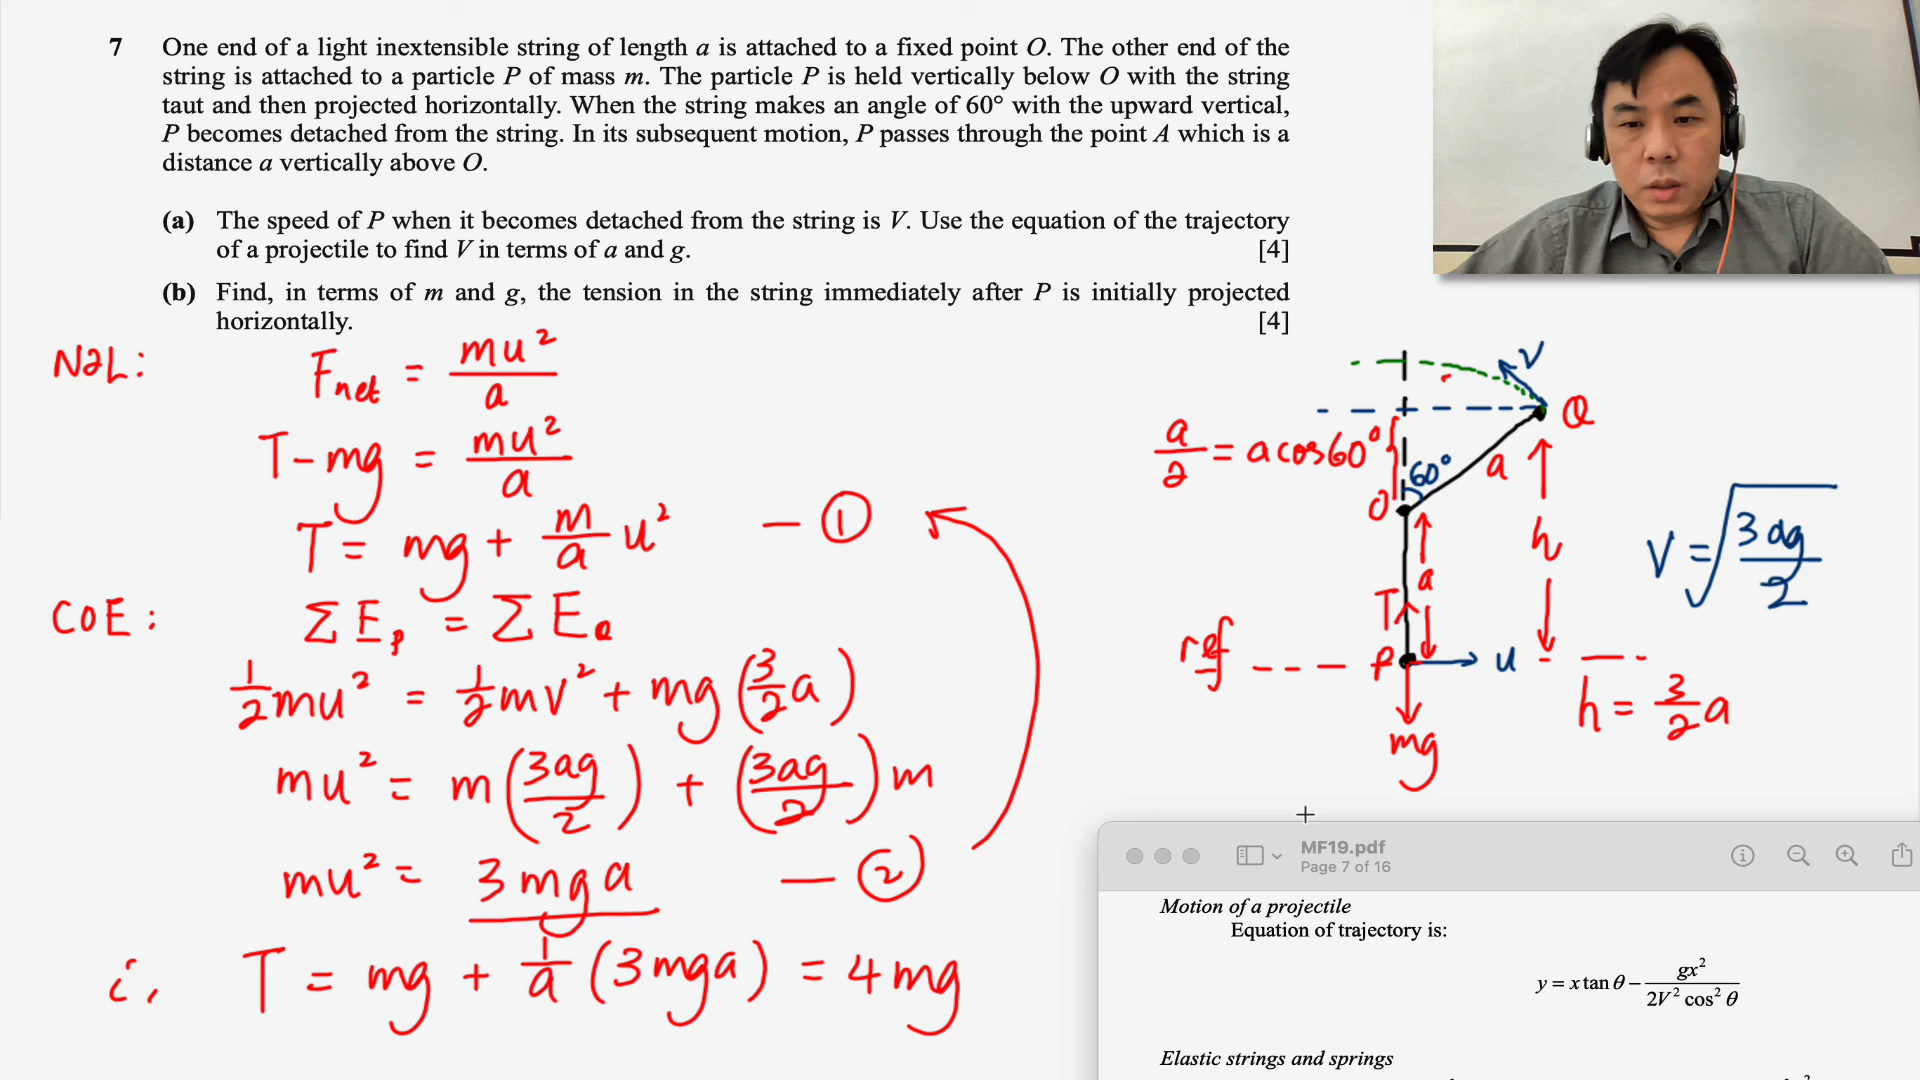 7 One end of a light inextensible string of length a is attached to a fixed point O. The other end of the
string is attached to a particle P of mass m. The particle P is held vertically below O with the string
taut and then projected horizontally. When the string makes an angle of 60° with the upward vertical,
P becomes detached from the string. In its subsequent motion, P passes through the point A which is a
distance a vertically above O.
(a) The speed of P when it becomes detached from the string is V. Use the equation of the trajectory
of a projectile to find V in terms of a and g. [4]
(b) Find, in terms of m and g, the tension in the string immediately after P is initially projected
horizontally. [4]
N2L: F_net = mu²/a
T - mg = mu²/a
T = mg + m/a u² — ①
COE: ΣE_P = ΣE_Q
1/2 mu² = 1/2 mv² + mg (3/2 a)
mu² = m (3ag/2) + (3ag/2) m
mu² = 3mga — ②
∴ T = mg + 1/a (3mga) = 4mg
V
Q
a/2 = a cos60°
60°
a
O
h
a
T
ref
P
u
mg
h = 3/2 a
V = √(3ag/2)
MF19.pdf
Page 7 of 16
Motion of a projectile
Equation of trajectory is:
y = x tan θ − gx²/(2V² cos² θ)
Elastic strings and springs